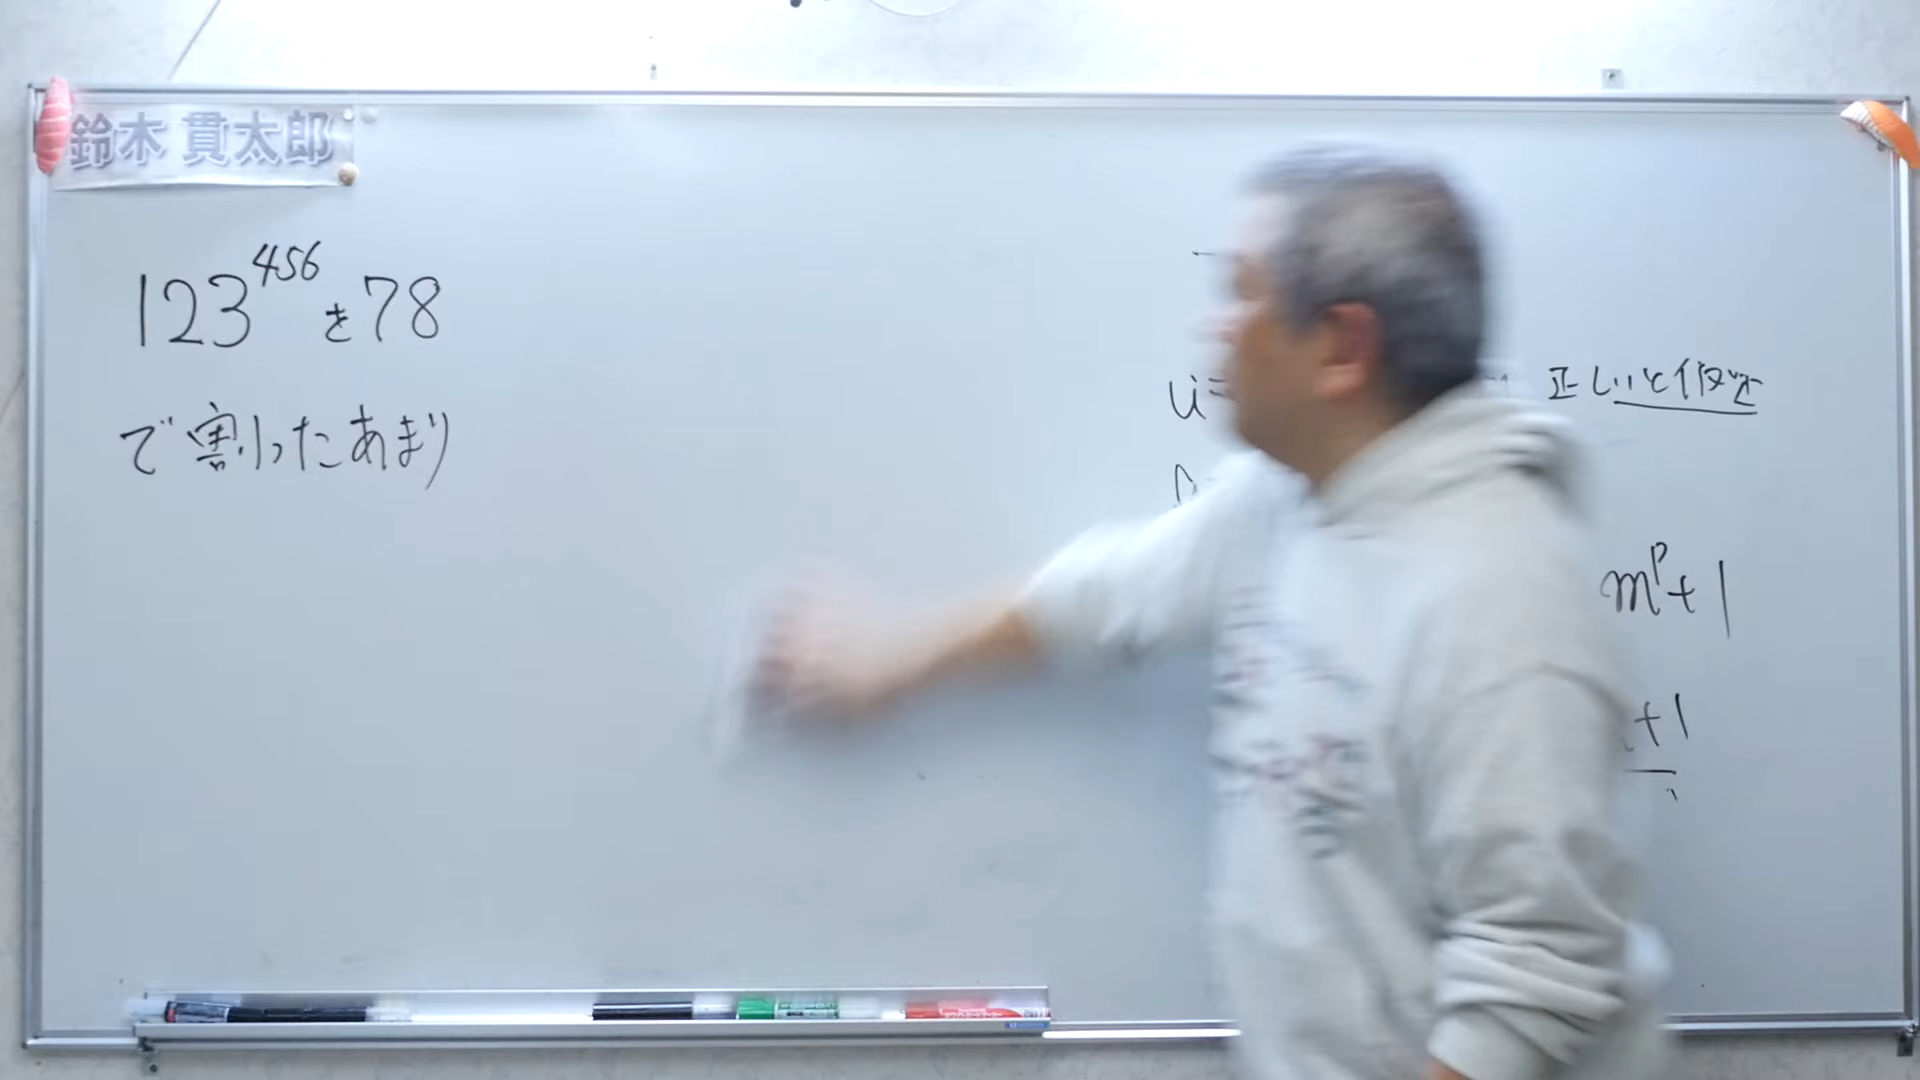 鈴木 貫太郎
123^456を78
で割ったあまり
正しいと仮定
m^p+1
+1